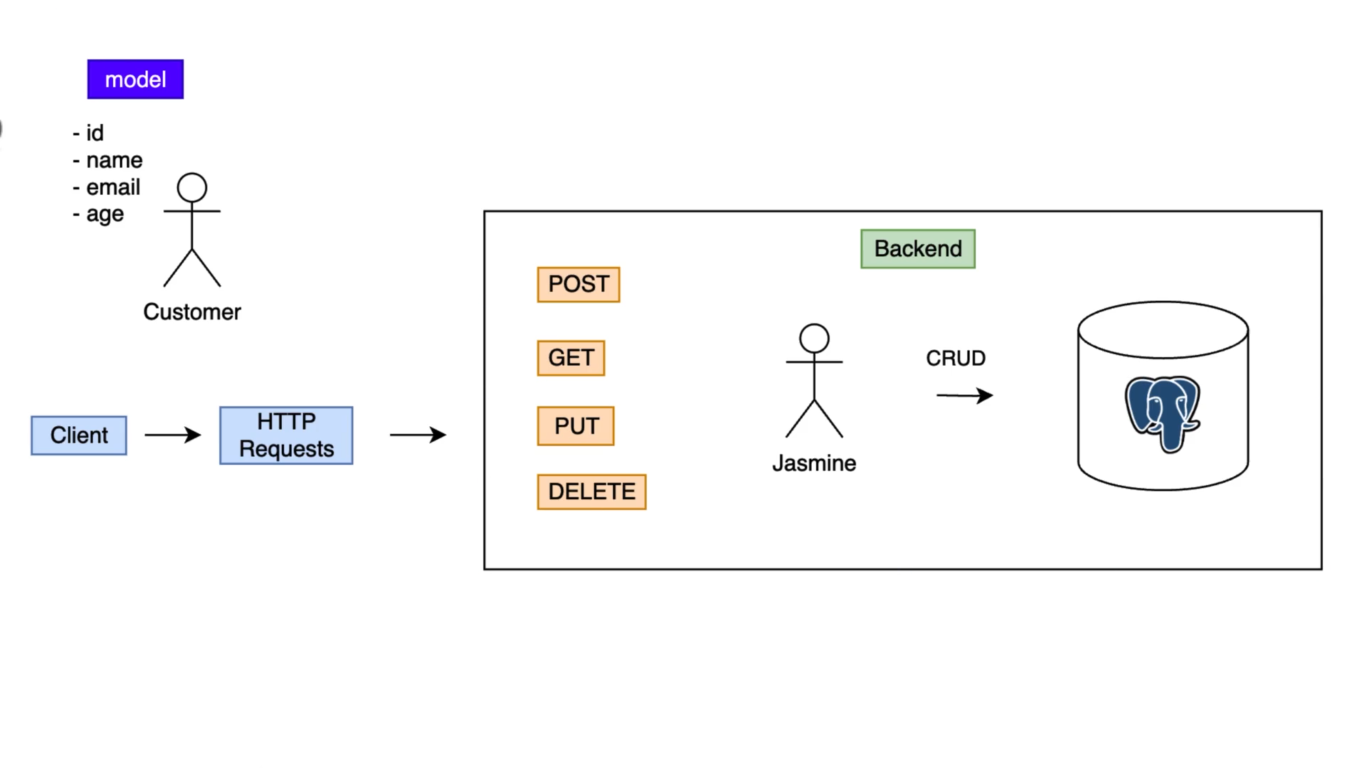 model
- id
- name
- email
- age
Customer
Client
HTTP
Requests
Backend
POST
GET
PUT
DELETE
Jasmine
CRUD